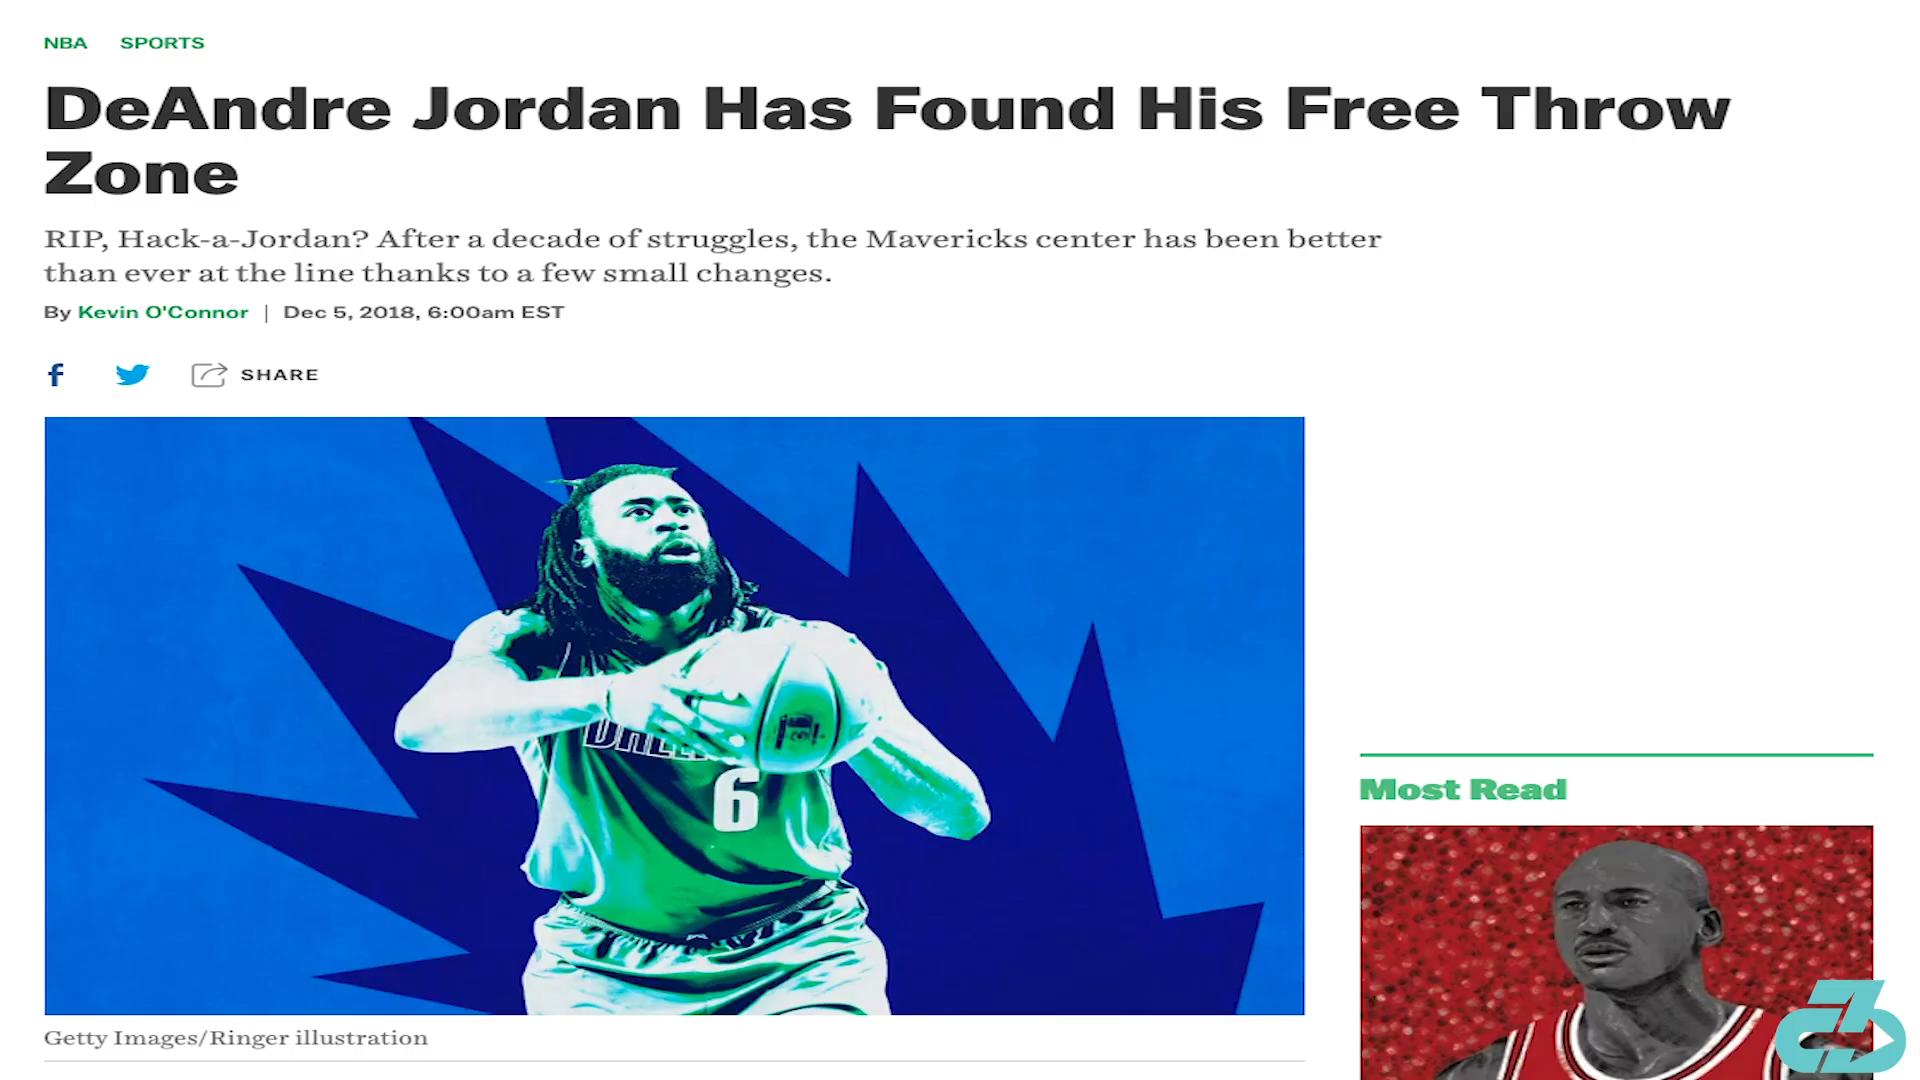 NBA SPORTS
DeAndre Jordan Has Found His Free Throw
Zone
RIP, Hack-a-Jordan? After a decade of struggles, the Mavericks center has been better
than ever at the line thanks to a few small changes.
By Kevin O'Connor | Dec 5, 2018, 6:00am EST
SHARE
6
Most Read
Getty Images/Ringer illustration